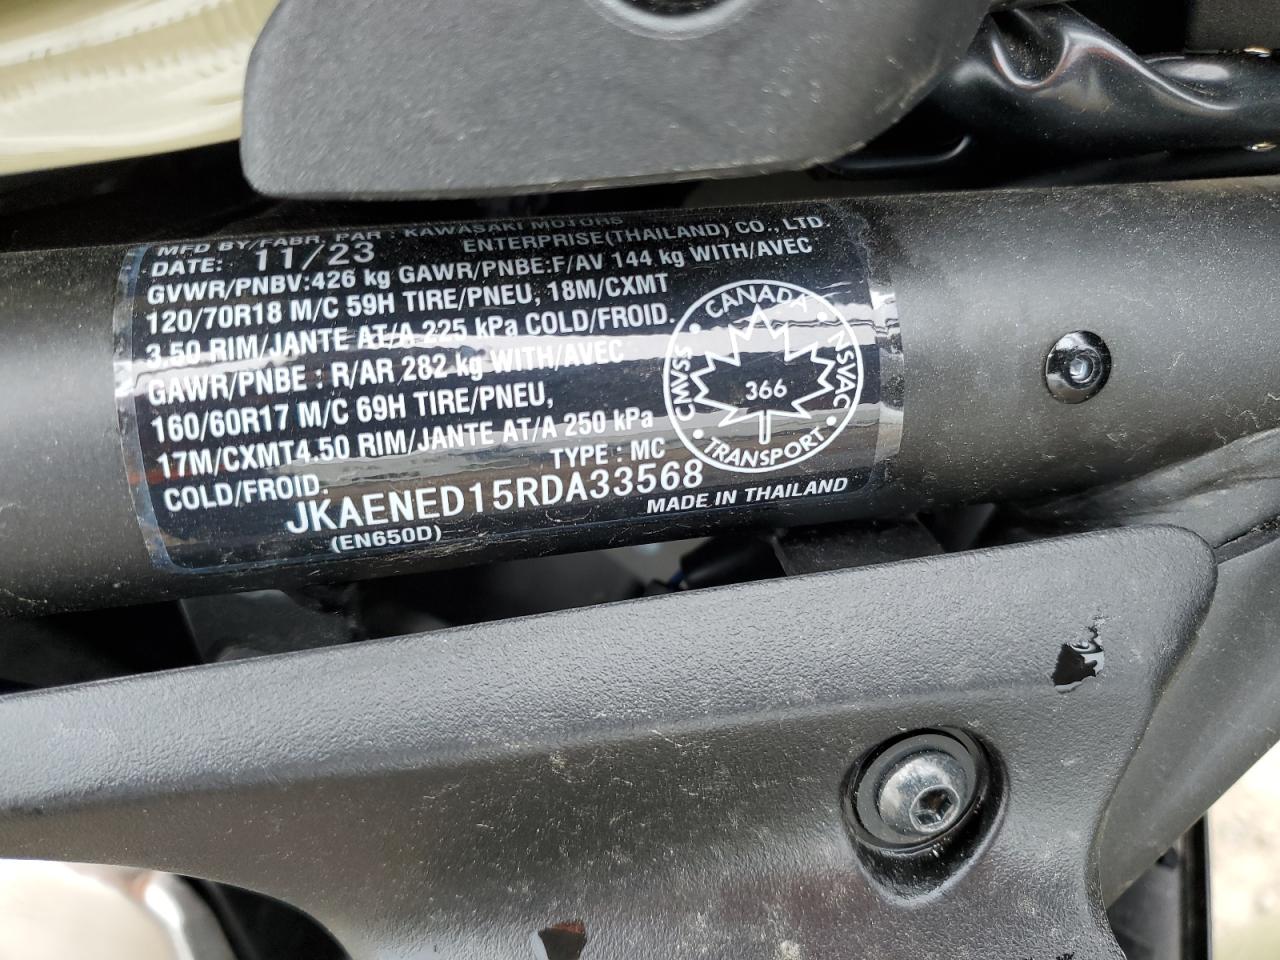 MFD BY/FABR, PAR : KAWASAKI MOTORS
ENTERPRISE(THAILAND) CO., LTD.
DATE: 11/23
GVWR/PNBV:426 kg GAWR/PNBE:F/AV 144 kg WITH/AVEC
120/70R18 M/C 59H TIRE/PNEU, 18M/CXMT
3.50 RIM/JANTE AT/A 225 kPa COLD/FROID.
GAWR/PNBE : R/AR 282 kg WITH/AVEC
160/60R17 M/C 69H TIRE/PNEU,
17M/CXMT4.50 RIM/JANTE AT/A 250 kPa
COLD/FROID.
TYPE : MC
JKAENED15RDA33568
(EN650D)
MADE IN THAILAND
CANADA
CMVSS
NSVAC
366
TRANSPORT